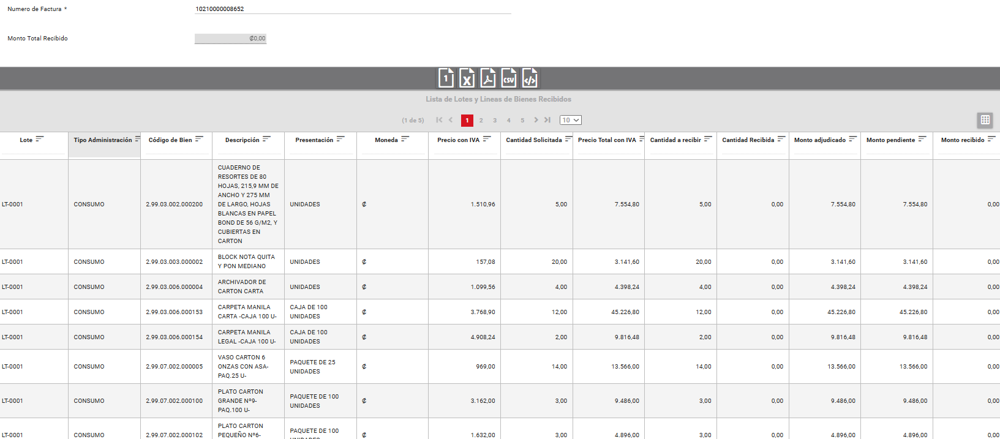 Numero de Factura *
10210000008652
Monto Total Recibido
₡0,00
1 X CSV </>
Lista de Lotes y Lineas de Bienes Recibidos
(1 de 5) 1 2 3 4 5 10
Lote Tipo Administración Código de Bien Descripción Presentación Moneda Precio con IVA Cantidad Solicitada Precio Total con IVA Cantidad a recibir Cantidad Recibida Monto adjudicado Monto pendiente Monto recibido
LT-0001 CONSUMO 2.99.03.002.000200
CUADERNO DE
RESORTES DE 80
HOJAS, 215,9 MM DE
ANCHO Y 275 MM
DE LARGO, HOJAS
BLANCAS EN PAPEL
BOND DE 56 G/M2, Y
CUBIERTAS EN
CARTON
UNIDADES ₡ 1.510,96 5,00 7.554,80 5,00 0,00 7.554,80 7.554,80 0,00
LT-0001 CONSUMO 2.99.03.003.000002
BLOCK NOTA QUITA
Y PON MEDIANO
UNIDADES ₡ 157,08 20,00 3.141,60 20,00 0,00 3.141,60 3.141,60 0,00
LT-0001 CONSUMO 2.99.03.006.000004
ARCHIVADOR DE
CARTON CARTA
UNIDADES ₡ 1.099,56 4,00 4.398,24 4,00 0,00 4.398,24 4.398,24 0,00
LT-0001 CONSUMO 2.99.03.006.000153
CARPETA MANILA
CARTA -CAJA 100 U-
CAJA DE 100
UNIDADES
₡ 3.768,90 12,00 45.226,80 12,00 0,00 45.226,80 45.226,80 0,00
LT-0001 CONSUMO 2.99.03.006.000154
CARPETA MANILA
LEGAL -CAJA 100 U-
CAJA DE 100
UNIDADES
₡ 4.908,24 2,00 9.816,48 2,00 0,00 9.816,48 9.816,48 0,00
LT-0001 CONSUMO 2.99.07.002.000005
VASO CARTON 6
ONZAS CON ASA-
PAQ.25 U-
PAQUETE DE 25
UNIDADES
₡ 969,00 14,00 13.566,00 14,00 0,00 13.566,00 13.566,00 0,00
LT-0001 CONSUMO 2.99.07.002.000100
PLATO CARTON
GRANDE Nº9-
PAQ.100 U-
PAQUETE DE 100
UNIDADES
₡ 3.162,00 3,00 9.486,00 3,00 0,00 9.486,00 9.486,00 0,00
LT-0001 CONSUMO 2.99.07.002.000102
PLATO CARTON
PEQUEÑO Nº6-
PAQUETE DE 100
₡ 1.632,00 3,00 4.896,00 3,00 0,00 4.896,00 4.896,00 0,00